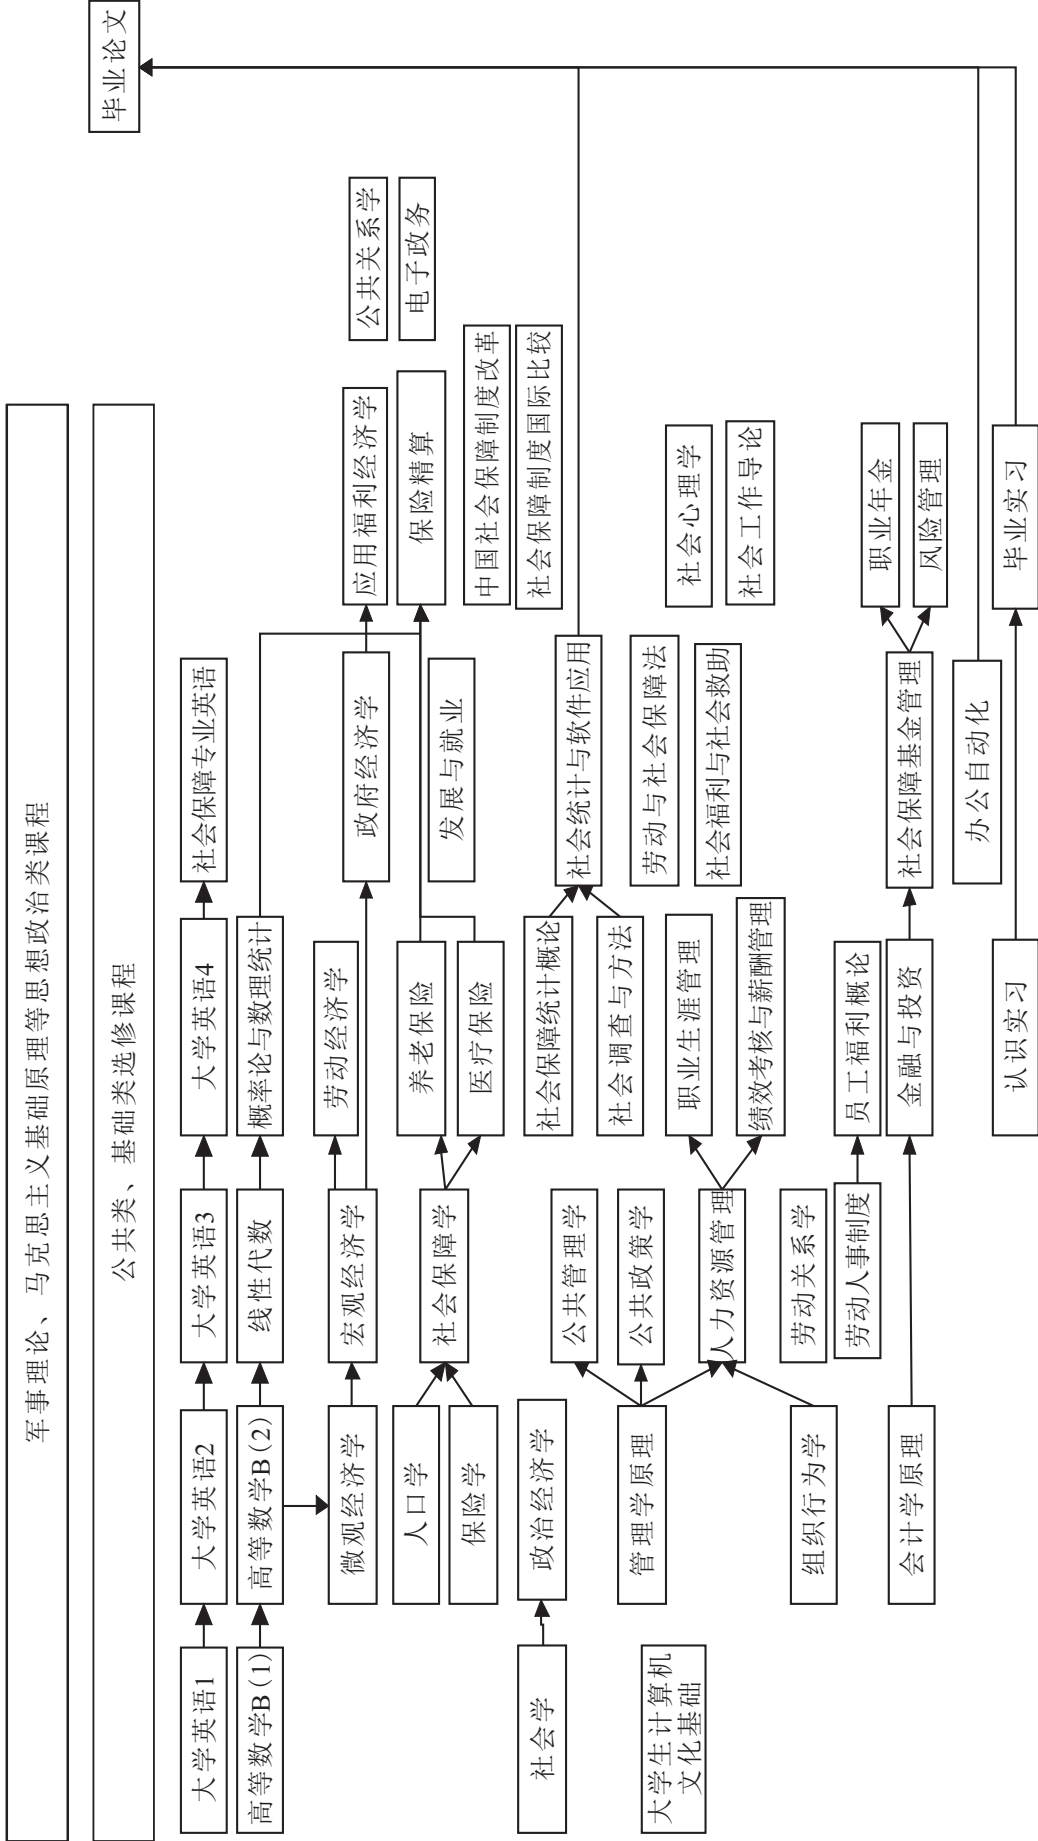 军事理论、马克思主义基础原理等思想政治类课程
公共类、基础类选修课程
大学英语1
大学英语2
大学英语3
大学英语4
社会保障专业英语
毕业论文
高等数学B(1)
高等数学B(2)
线性代数
概率论与数理统计
微观经济学
宏观经济学
劳动经济学
政府经济学
应用福利经济学
公共关系学
人口学
保险学
社会保障学
养老保险
医疗保险
发展与就业
保险精算
电子政务
中国社会保障制度改革
社会保障制度国际比较
社会学
政治经济学
公共管理学
社会保障统计概论
社会调查与方法
社会统计与软件应用
大学生计算机
文化基础
管理学原理
公共政策学
人力资源管理
职业生涯管理
绩效考核与薪酬管理
劳动与社会保障法
社会福利与社会救助
社会心理学
社会工作导论
组织行为学
劳动关系学
劳动人事制度
员工福利概论
会计学原理
金融与投资
社会保障基金管理
职业年金
风险管理
办公自动化
认识实习
毕业实习